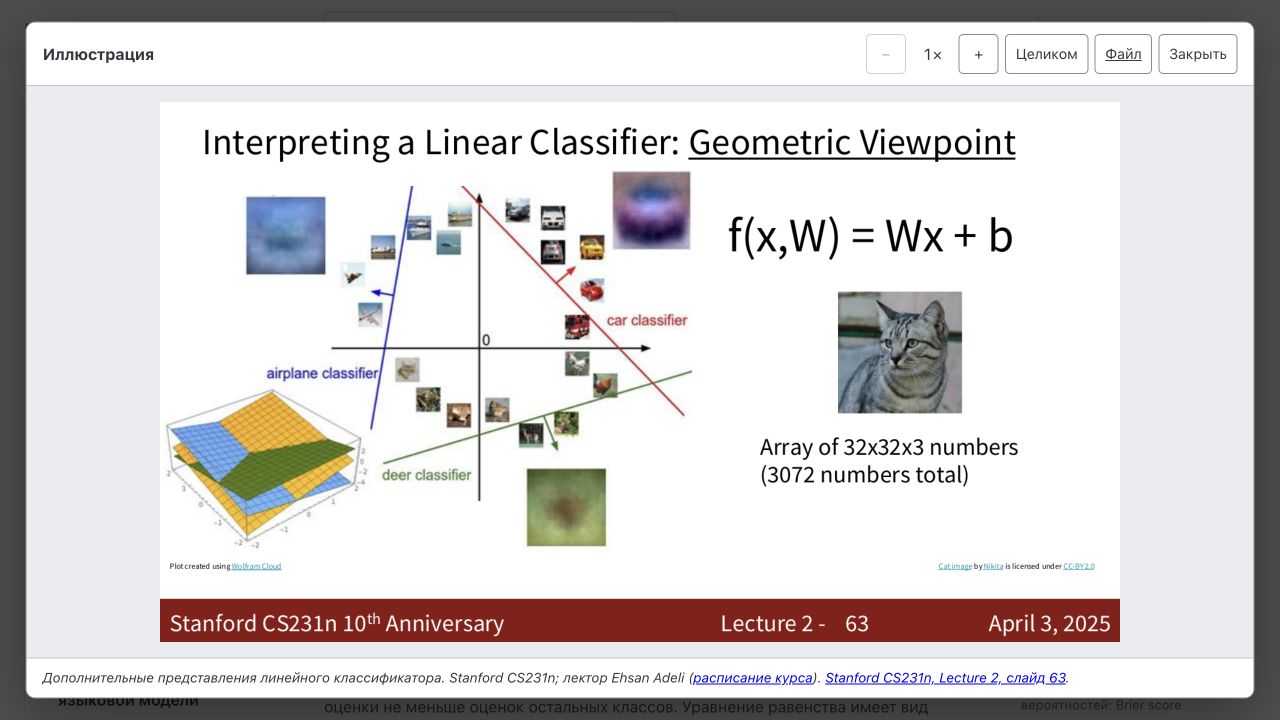 Иллюстрация
− 1× + Целиком Файл Закрыть
Interpreting a Linear Classifier: Geometric Viewpoint
f(x,W) = Wx + b
car classifier
0
airplane classifier
deer classifier
Array of 32x32x3 numbers
(3072 numbers total)
Plot created using Wolfram Cloud
Cat image by Nikita is licensed under CC-BY 2.0
Stanford CS231n 10th Anniversary
Lecture 2 - 63
April 3, 2025
Дополнительные представления линейного классификатора. Stanford CS231n; лектор Ehsan Adeli (расписание курса). Stanford CS231n, Lecture 2, слайд 63.
языковой модели
оценки не меньше оценок остальных классов. Уравнение равенства имеет вид
вероятностей: Brier score